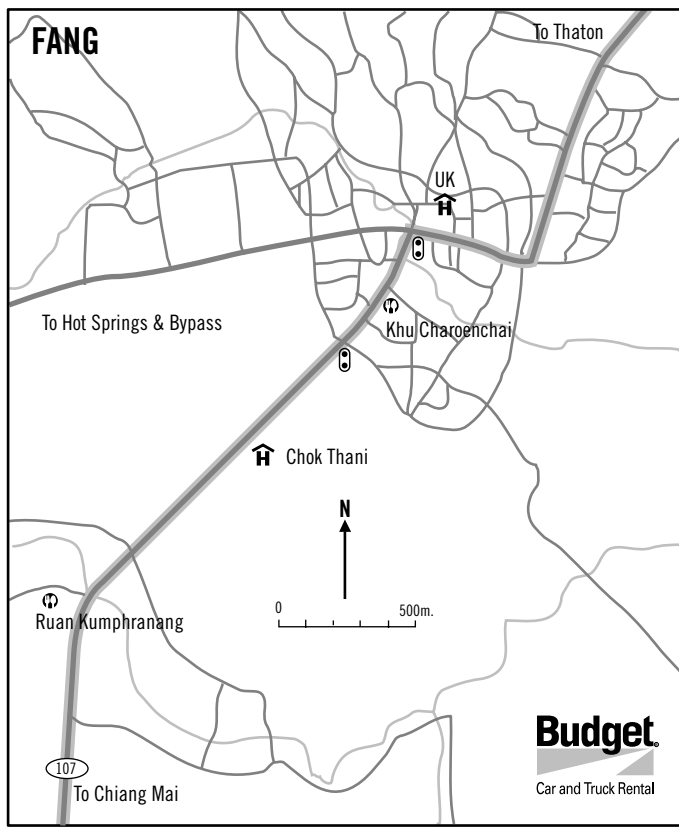 FANG
To Thaton
UK
H
To Hot Springs & Bypass
Khu Charoenchai
H
Chok Thani
N
0
500m.
Ruan Kumphranang
107
To Chiang Mai
Budget®
Car and Truck Rental